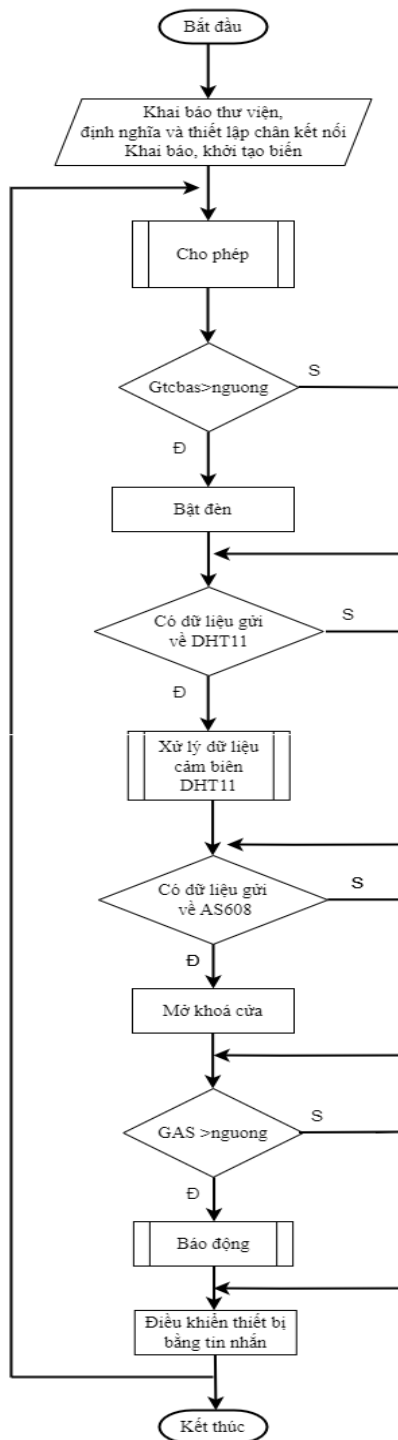 Bắt đầu
Khai báo thư viện,
định nghĩa và thiết lập chân kết nối
Khai báo, khởi tạo biến
Cho phép
Gtcbas>nguong
S
Đ
Bật đèn
Có dữ liệu gửi
về DHT11
S
Đ
Xử lý dữ liệu
cảm biên
DHT11
Có dữ liệu gửi
về AS608
S
Đ
Mở khoá cửa
GAS >nguong
S
Đ
Báo động
Điều khiển thiết bị
bằng tin nhắn
Kết thúc